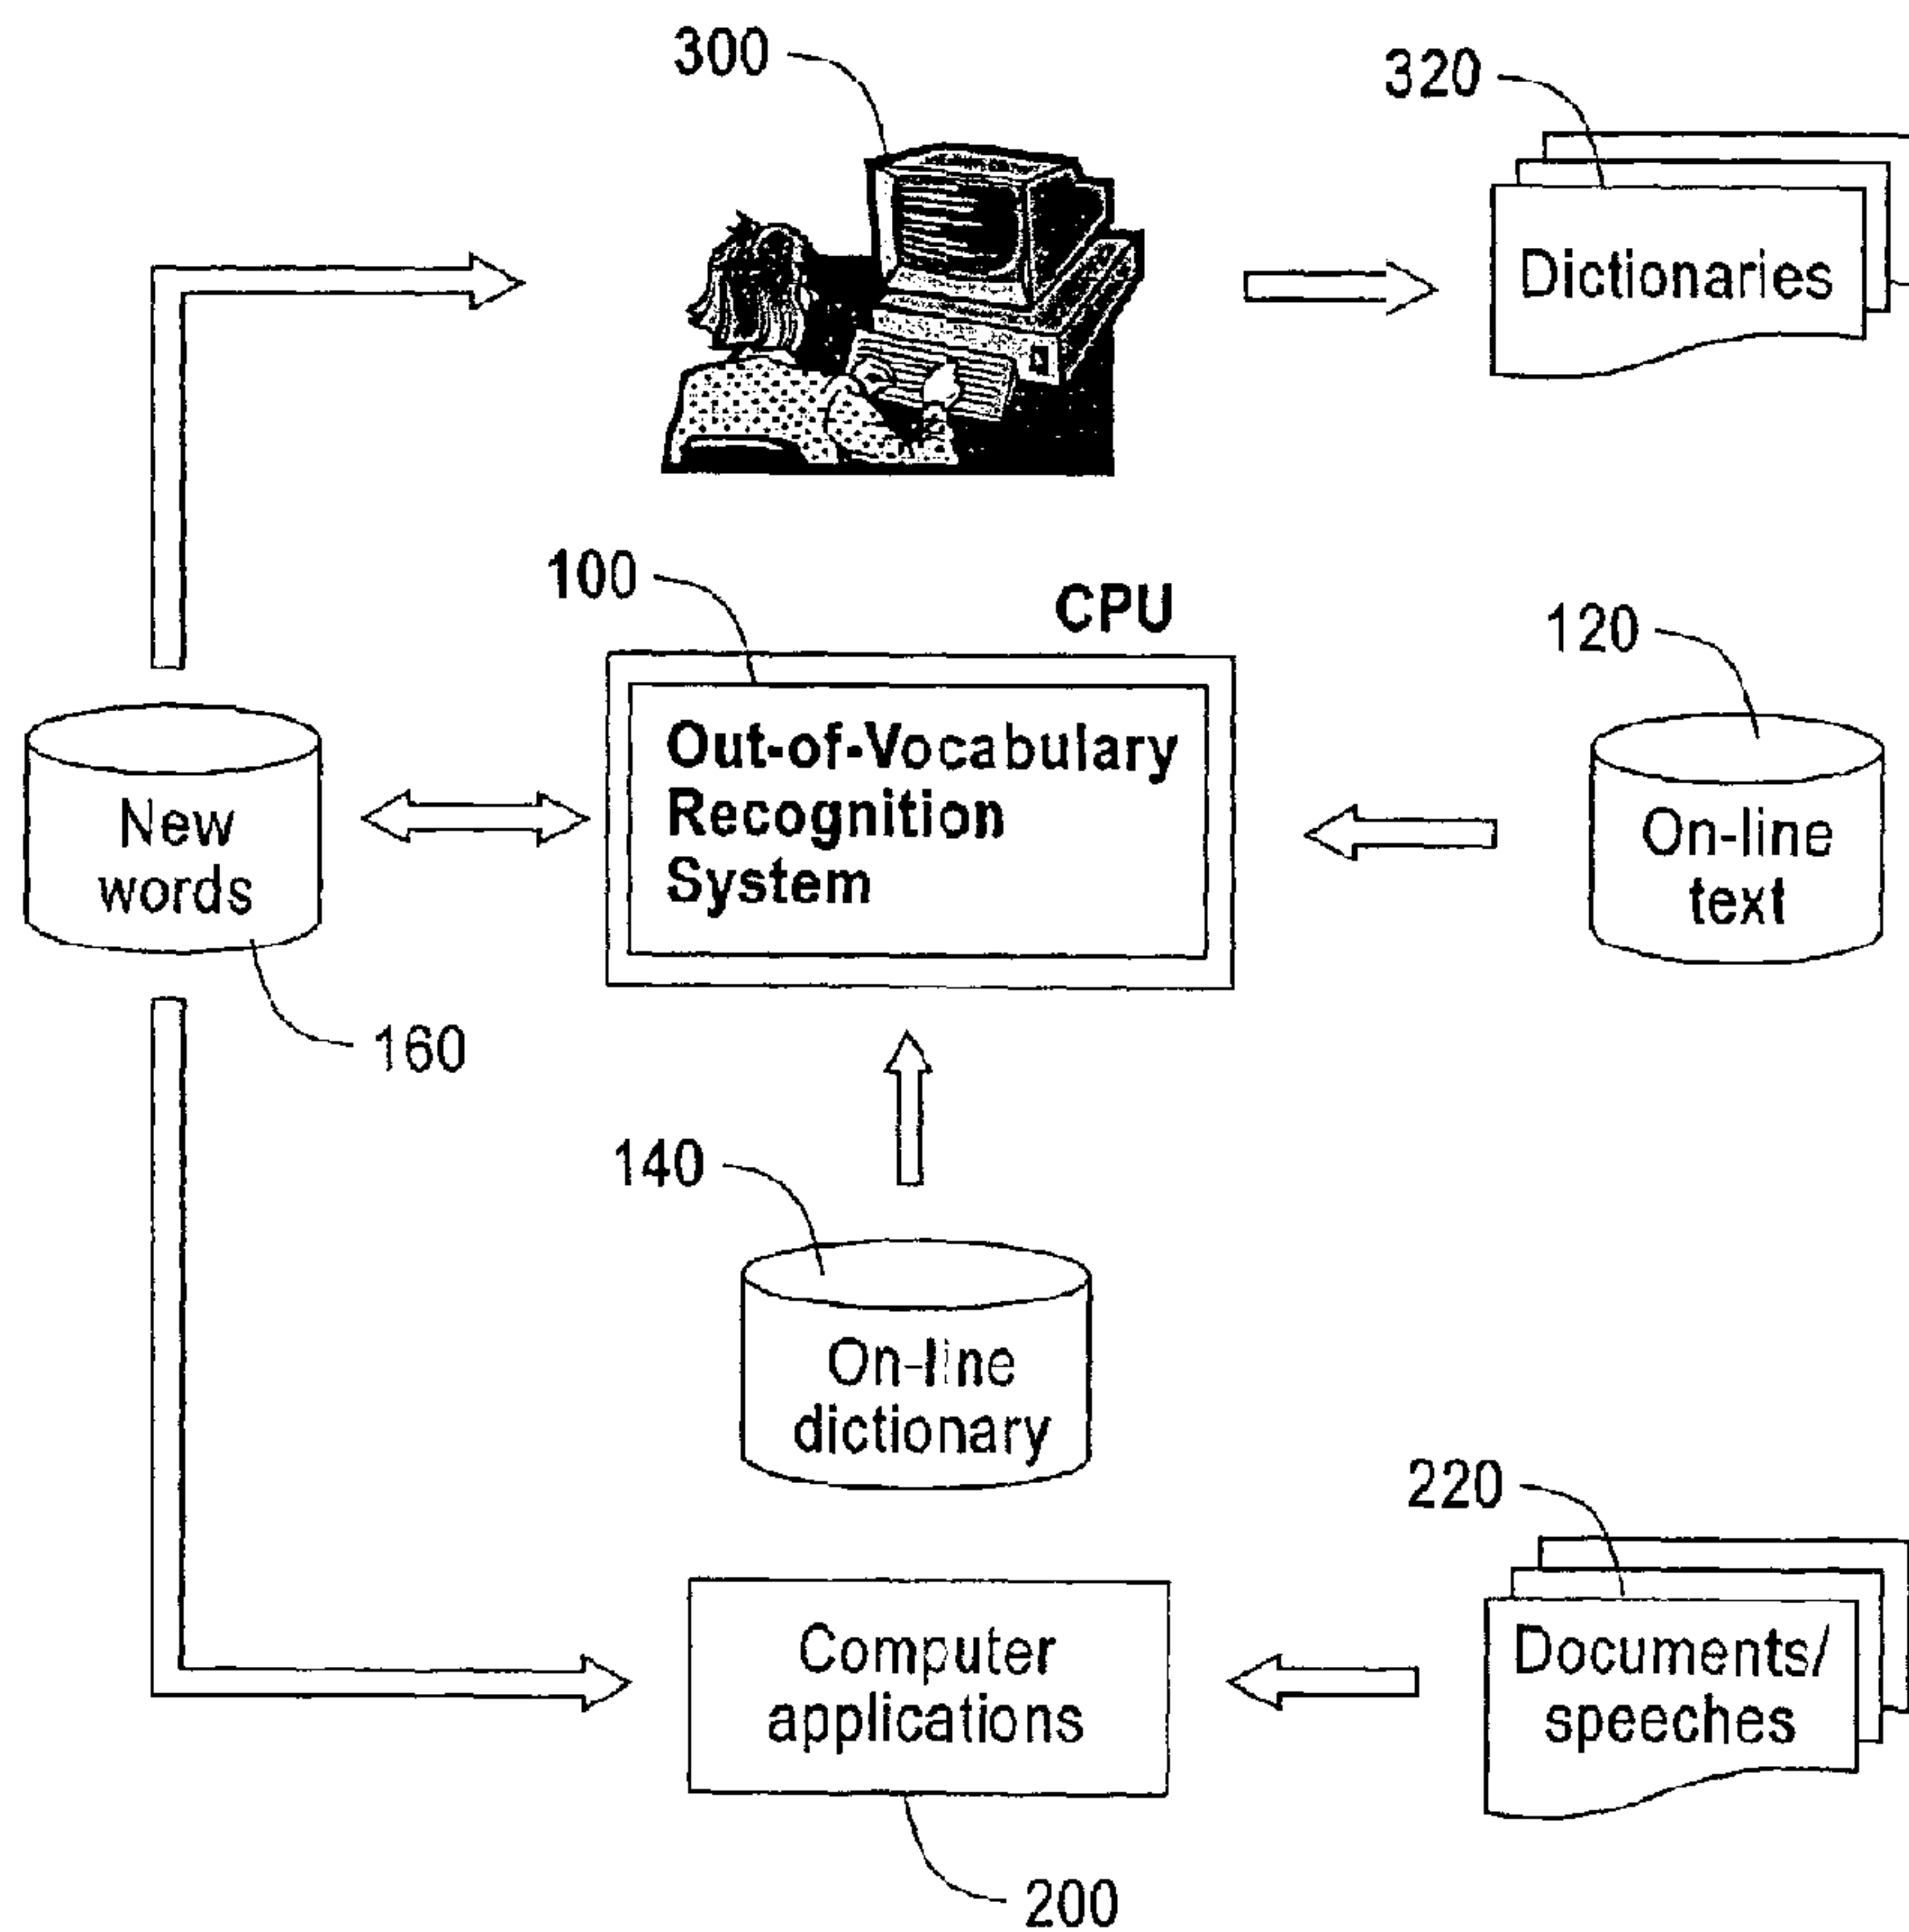 300
320
Dictionaries
100
CPU
120
Out-of-Vocabulary
Recognition
System
New
words
On-line
text
160
140
On-line
dictionary
220
Computer
applications
Documents/
speeches
200